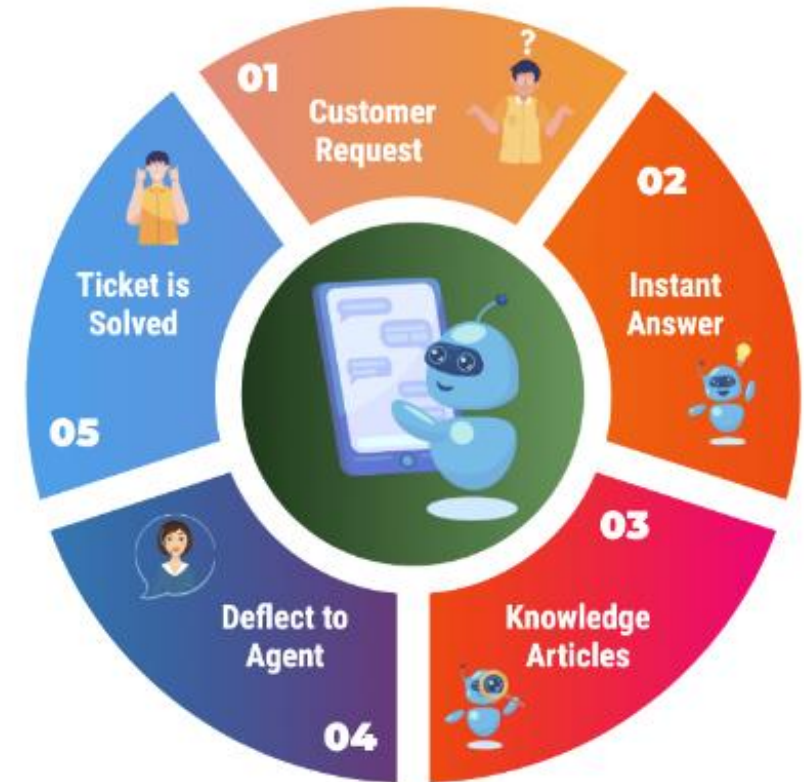 01
Customer
Request
?
02
Instant
Answer
03
Knowledge
Articles
04
Deflect to
Agent
05
Ticket is
Solved